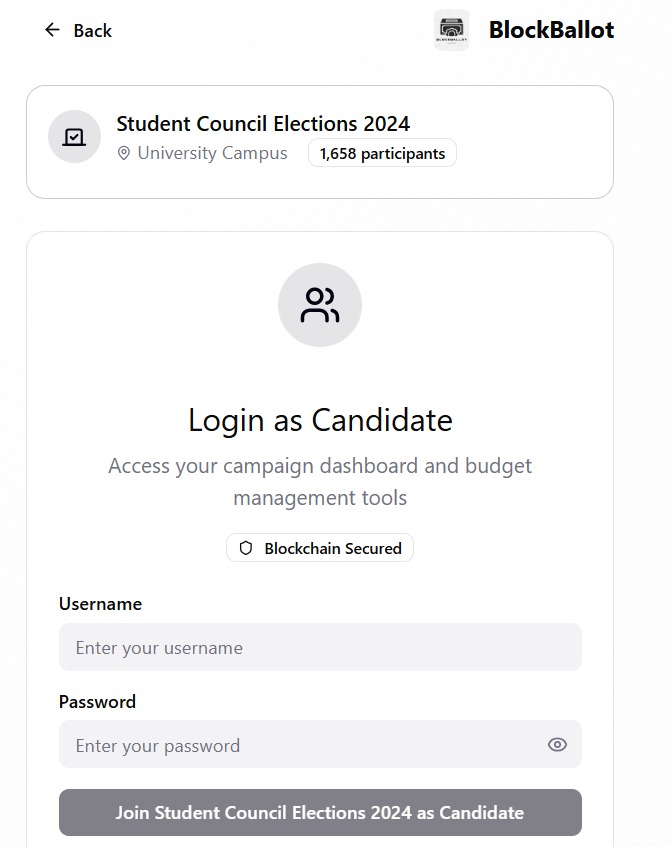 Back
BLOCKBALLOT
BlockBallot
Student Council Elections 2024
University Campus
1,658 participants
Login as Candidate
Access your campaign dashboard and budget
management tools
Blockchain Secured
Username
Enter your username
Password
Enter your password
Join Student Council Elections 2024 as Candidate